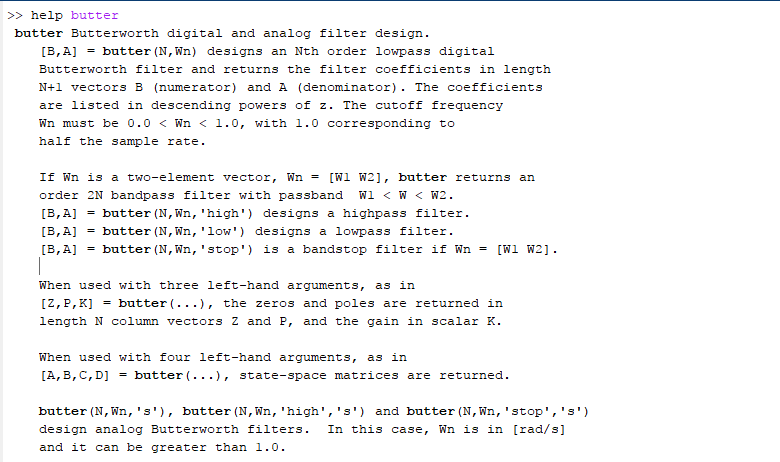 >> help butter
butter Butterworth digital and analog filter design.
[B,A] = butter(N,Wn) designs an Nth order lowpass digital
Butterworth filter and returns the filter coefficients in length
N+1 vectors B (numerator) and A (denominator). The coefficients
are listed in descending powers of z. The cutoff frequency
Wn must be 0.0 < Wn < 1.0, with 1.0 corresponding to
half the sample rate.
If Wn is a two-element vector, Wn = [W1 W2], butter returns an
order 2N bandpass filter with passband  W1 < W < W2.
[B,A] = butter(N,Wn,'high') designs a highpass filter.
[B,A] = butter(N,Wn,'low') designs a lowpass filter.
[B,A] = butter(N,Wn,'stop') is a bandstop filter if Wn = [W1 W2].
When used with three left-hand arguments, as in
[Z,P,K] = butter(...), the zeros and poles are returned in
length N column vectors Z and P, and the gain in scalar K.
When used with four left-hand arguments, as in
[A,B,C,D] = butter(...), state-space matrices are returned.
butter(N,Wn,'s'), butter(N,Wn,'high','s') and butter(N,Wn,'stop','s')
design analog Butterworth filters.  In this case, Wn is in [rad/s]
and it can be greater than 1.0.